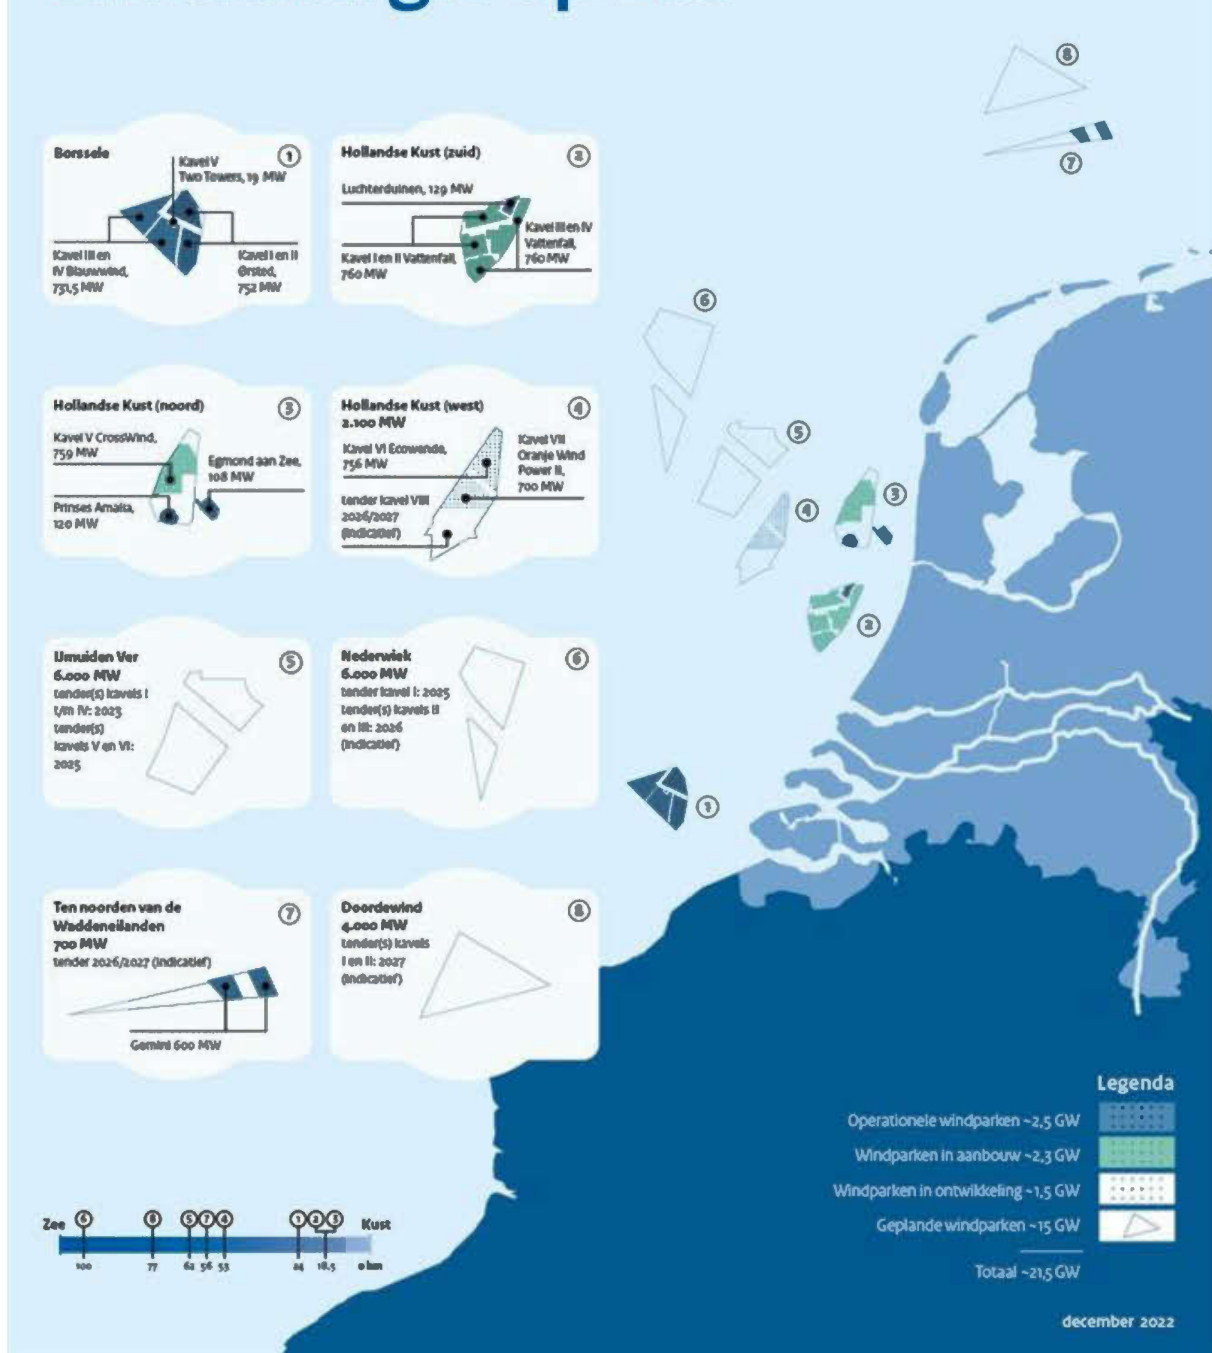 Borssele
1
Kavel V
Two Towers, 19 MW
Kavel III en
IV Blauwwind,
731,5 MW
Kavel I en II
Ørsted,
752 MW
Hollandse Kust (zuid)
2
Luchterduinen, 129 MW
Kavel III en IV
Vattenfall,
760 MW
Kavel I en II Vattenfall,
760 MW
Hollandse Kust (noord)
3
Kavel V CrossWind,
759 MW
Egmond aan Zee,
108 MW
Prinses Amalia,
120 MW
Hollandse Kust (west)
2.100 MW
4
Kavel VI Ecowende,
756 MW
Kavel VII
Oranje Wind
Power II,
700 MW
tender kavel VIII
2026/2027
(indicatief)
IJmuiden Ver
6.000 MW
5
tender(s) kavels I
t/m IV: 2023
tender(s)
kavels V en VI:
2025
Nederwiek
6.000 MW
6
tender kavel I: 2025
tender(s) kavels II
en III: 2026
(indicatief)
Ten noorden van de
Waddeneilanden
700 MW
7
tender 2026/2027 (indicatief)
Gemini 600 MW
Doordewind
4.000 MW
8
tender(s) kavels
I en II: 2027
(indicatief)
8
7
6
5
4
3
2
1
Zee 6 8 5 7 4 1 2 3 Kust
100 77 62 56 53 24 18,5 0 km
Legenda
Operationele windparken ~2,5 GW
Windparken in aanbouw ~2,3 GW
Windparken in ontwikkeling ~1,5 GW
Geplande windparken ~15 GW
Totaal ~21,5 GW
december 2022